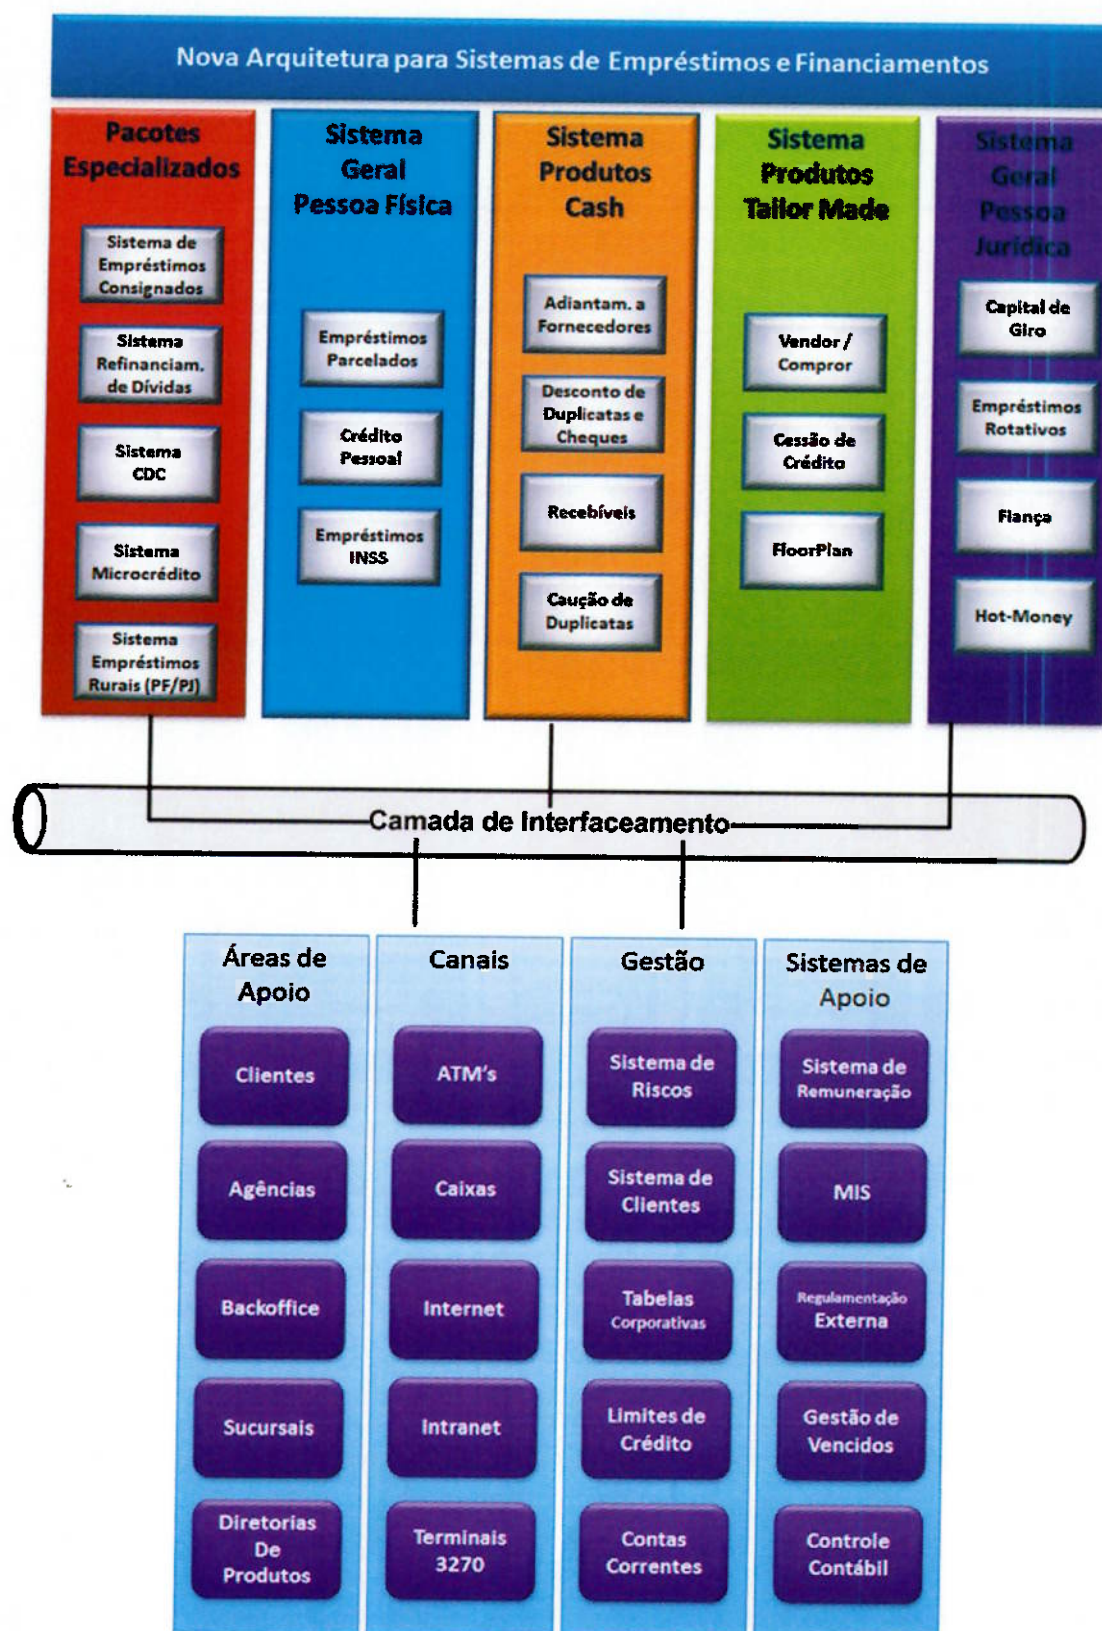 Nova Arquitetura para Sistemas de Empréstimos e Financiamentos
Pacotes
Especializados
Sistema de
Empréstimos
Consignados
Sistema
Refinanciam.
de Dívidas
Sistema
CDC
Sistema
Microcrédito
Sistema
Empréstimos
Rurais (PF/PJ)
Sistema
Geral
Pessoa Física
Empréstimos
Parcelados
Crédito
Pessoal
Empréstimos
INSS
Sistema
Produtos
Cash
Adiantam. a
Fornecedores
Desconto de
Duplicatas e
Cheques
Recebíveis
Caução de
Duplicatas
Sistema
Produtos
Tailor Made
Vendor /
Compror
Cessão de
Crédito
FloorPlan
Sistema
Geral
Pessoa
Jurídica
Capital de
Giro
Empréstimos
Rotativos
Fiança
Hot-Money
Camada de Interfaceamento
Áreas de
Apoio
Clientes
Agências
Backoffice
Sucursais
Diretorias
De
Produtos
Canais
ATM's
Caixas
Internet
Intranet
Terminais
3270
Gestão
Sistema de
Riscos
Sistema de
Clientes
Tabelas
Corporativas
Limites de
Crédito
Contas
Correntes
Sistemas de
Apoio
Sistema de
Remuneração
MIS
Regulamentação
Externa
Gestão de
Vencidos
Controle
Contábil